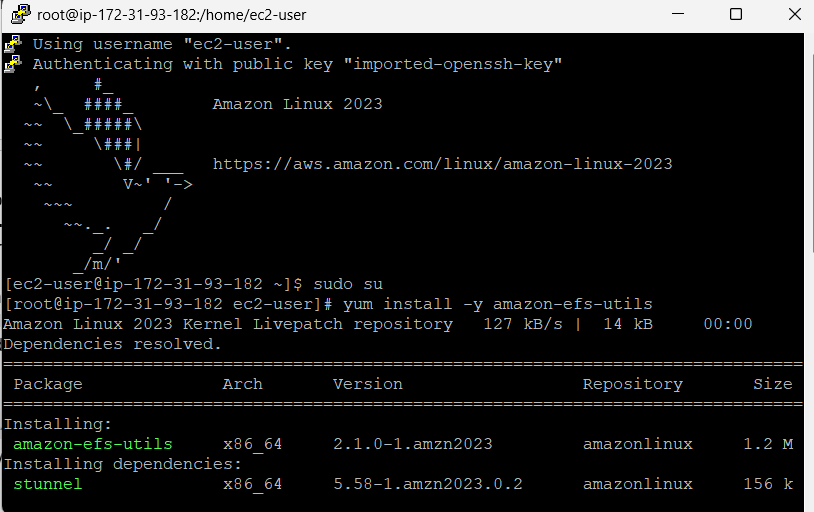 root@ip-172-31-93-182:/home/ec2-user
Using username "ec2-user".
Authenticating with public key "imported-openssh-key"
   ,     #_
   ~\_  ####_        Amazon Linux 2023
  ~~  \_#####\
  ~~     \###|
  ~~       \#/ ___   https://aws.amazon.com/linux/amazon-linux-2023
   ~~       V~' '->
    ~~~         /
      ~~._.   _/
         _/ _/
       _/m/'
[ec2-user@ip-172-31-93-182 ~]$ sudo su
[root@ip-172-31-93-182 ec2-user]# yum install -y amazon-efs-utils
Amazon Linux 2023 Kernel Livepatch repository   127 kB/s |  14 kB     00:00
Dependencies resolved.
================================================================================
 Package              Arch       Version                  Repository       Size
================================================================================
Installing:
 amazon-efs-utils     x86_64     2.1.0-1.amzn2023         amazonlinux     1.2 M
Installing dependencies:
 stunnel              x86_64     5.58-1.amzn2023.0.2      amazonlinux     156 k